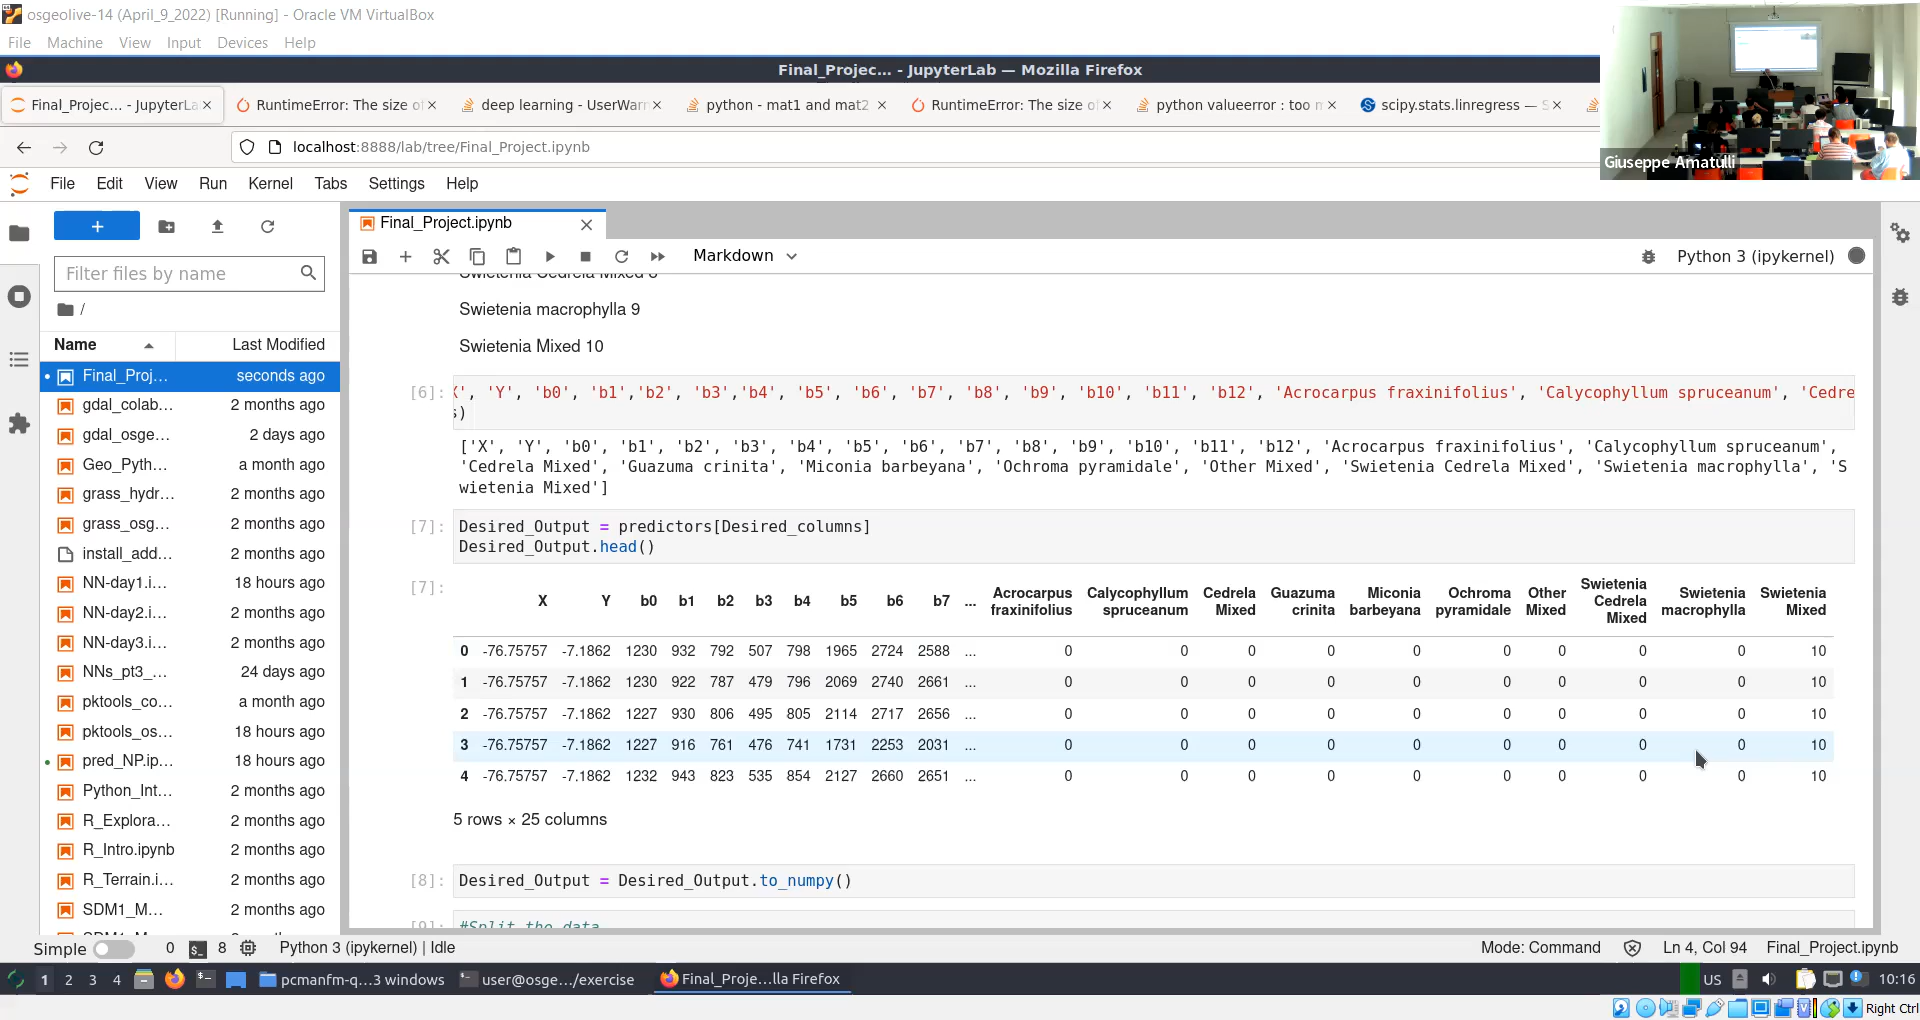 osgeolive-14 (April_9_2022) [Running] - Oracle VM VirtualBox
File Machine View Input Devices Help
Final_Projec... - JupyterLab — Mozilla Firefox
Final_Projec... - JupyterLa
RuntimeError: The size of
deep learning - UserWar
python - mat1 and mat2
RuntimeError: The size of
python valueerror : too m
scipy.stats.linregress — S
localhost:8888/lab/tree/Final_Project.ipynb
Giuseppe Amatulli
File Edit View Run Kernel Tabs Settings Help
Final_Project.ipynb
Markdown
Python 3 (ipykernel)
Filter files by name
/
Name Last Modified
Final_Proj... seconds ago
gdal_colab... 2 months ago
gdal_osge... 2 days ago
Geo_Pyth... a month ago
grass_hydr... 2 months ago
grass_osg... 2 months ago
install_add... 2 months ago
NN-day1.i... 18 hours ago
NN-day2.i... 2 months ago
NN-day3.i... 2 months ago
NNs_pt3_... 24 days ago
pktools_co... a month ago
pktools_os... 18 hours ago
pred_NP.ip... 18 hours ago
Python_Int... 2 months ago
R_Explora... 2 months ago
R_Intro.ipynb 2 months ago
R_Terrain.i... 2 months ago
SDM1_M... 2 months ago
Swietenia Cedrela Mixed 8
Swietenia macrophylla 9
Swietenia Mixed 10
[6]: X', 'Y', 'b0', 'b1','b2', 'b3','b4', 'b5', 'b6', 'b7', 'b8', 'b9', 'b10', 'b11', 'b12', 'Acrocarpus fraxinifolius', 'Calycophyllum spruceanum', 'Cedre
s)
['X', 'Y', 'b0', 'b1', 'b2', 'b3', 'b4', 'b5', 'b6', 'b7', 'b8', 'b9', 'b10', 'b11', 'b12', 'Acrocarpus fraxinifolius', 'Calycophyllum spruceanum',
'Cedrela Mixed', 'Guazuma crinita', 'Miconia barbeyana', 'Ochroma pyramidale', 'Other Mixed', 'Swietenia Cedrela Mixed', 'Swietenia macrophylla', 'S
wietenia Mixed']
[7]: Desired_Output = predictors[Desired_columns]
Desired_Output.head()
[7]: X Y b0 b1 b2 b3 b4 b5 b6 b7 ... Acrocarpus fraxinifolius Calycophyllum spruceanum Cedrela Mixed Guazuma crinita Miconia barbeyana Ochroma pyramidale Other Mixed Swietenia Cedrela Mixed Swietenia macrophylla Swietenia Mixed
0 -76.75757 -7.1862 1230 932 792 507 798 1965 2724 2588 ... 0 0 0 0 0 0 0 0 0 10
1 -76.75757 -7.1862 1230 922 787 479 796 2069 2740 2661 ... 0 0 0 0 0 0 0 0 0 10
2 -76.75757 -7.1862 1227 930 806 495 805 2114 2717 2656 ... 0 0 0 0 0 0 0 0 0 10
3 -76.75757 -7.1862 1227 916 761 476 741 1731 2253 2031 ... 0 0 0 0 0 0 0 0 0 10
4 -76.75757 -7.1862 1232 943 823 535 854 2127 2660 2651 ... 0 0 0 0 0 0 0 0 0 10
5 rows × 25 columns
[8]: Desired_Output = Desired_Output.to_numpy()
[9]: #Split the data
Simple 0 8 Python 3 (ipykernel) | Idle Mode: Command Ln 4, Col 94 Final_Project.ipynb
1 2 3 4 pcmanfm-q...3 windows user@osge.../exercise Final_Proje...lla Firefox US 10:16
Right Ctrl